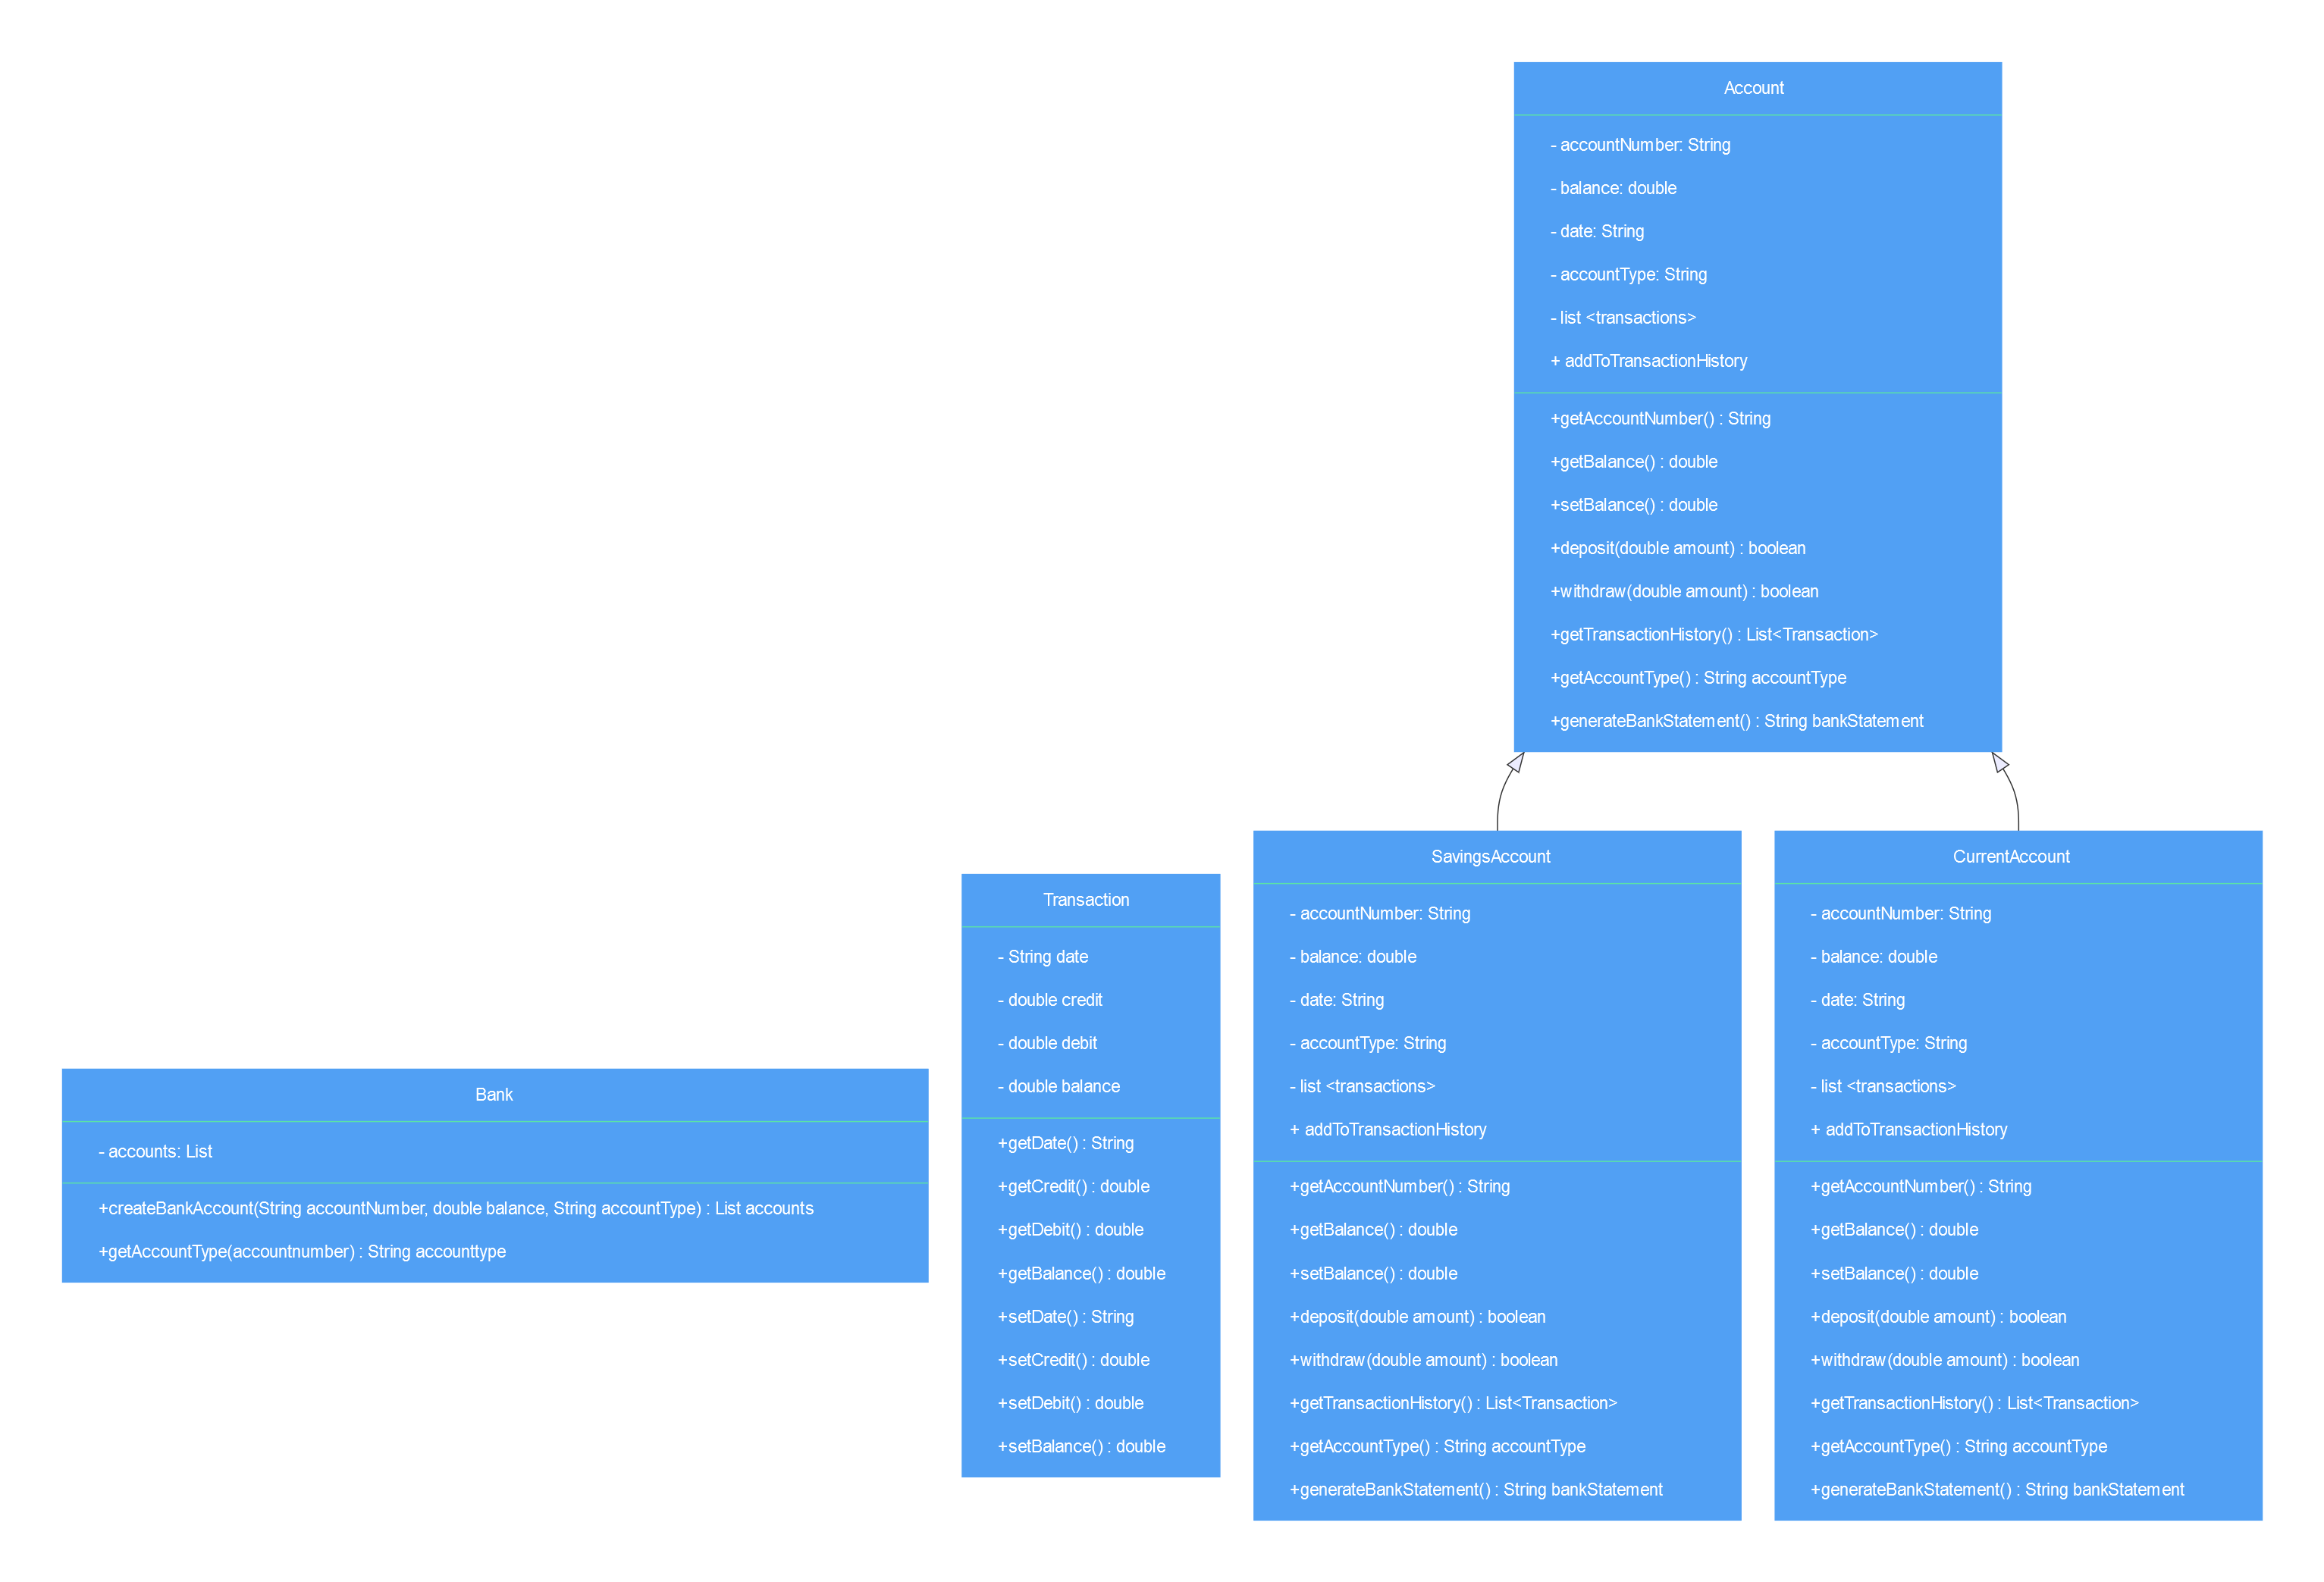 Account
- accountNumber: String
- balance: double
- date: String
- accountType: String
- list <transactions>
+ addToTransactionHistory
+getAccountNumber() : String
+getBalance() : double
+setBalance() : double
+deposit(double amount) : boolean
+withdraw(double amount) : boolean
+getTransactionHistory() : List<Transaction>
+getAccountType() : String accountType
+generateBankStatement() : String bankStatement
Bank
- accounts: List
+createBankAccount(String accountNumber, double balance, String accountType) : List accounts
+getAccountType(accountnumber) : String accounttype
Transaction
- String date
- double credit
- double debit
- double balance
+getDate() : String
+getCredit() : double
+getDebit() : double
+getBalance() : double
+setDate() : String
+setCredit() : double
+setDebit() : double
+setBalance() : double
SavingsAccount
- accountNumber: String
- balance: double
- date: String
- accountType: String
- list <transactions>
+ addToTransactionHistory
+getAccountNumber() : String
+getBalance() : double
+setBalance() : double
+deposit(double amount) : boolean
+withdraw(double amount) : boolean
+getTransactionHistory() : List<Transaction>
+getAccountType() : String accountType
+generateBankStatement() : String bankStatement
CurrentAccount
- accountNumber: String
- balance: double
- date: String
- accountType: String
- list <transactions>
+ addToTransactionHistory
+getAccountNumber() : String
+getBalance() : double
+setBalance() : double
+deposit(double amount) : boolean
+withdraw(double amount) : boolean
+getTransactionHistory() : List<Transaction>
+getAccountType() : String accountType
+generateBankStatement() : String bankStatement